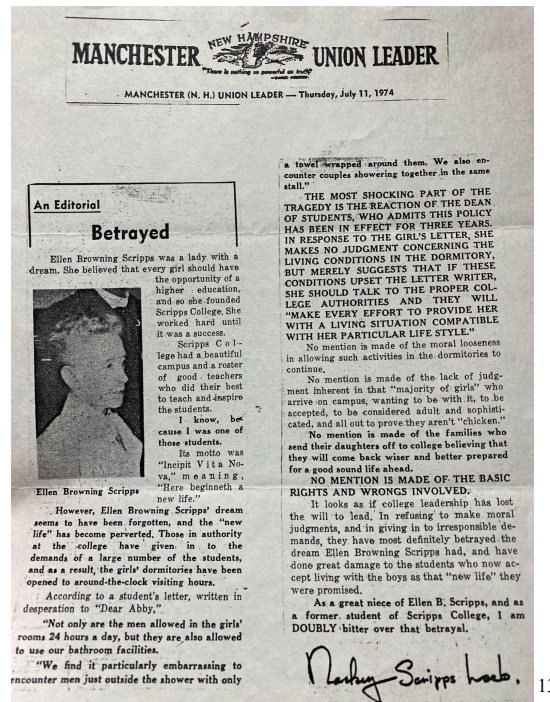 NEW HAMPSHIRE
MANCHESTER UNION LEADER
"There is nothing so powerful as truth"
MANCHESTER (N. H.) UNION LEADER — Thursday, July 11, 1974
An Editorial
Betrayed
Ellen Browning Scripps was a lady with a
dream. She believed that every girl should have
the opportunity of a
higher education,
and so she founded
Scripps College. She
worked hard until
it was a success.
Scripps Col-
lege had a beautiful
campus and a roster
of good teachers
who did their best
to teach and inspire
the students.
I know, be-
cause I was one of
those students.
Its motto was
"Incipit Vita No-
va," meaning,
"Here beginneth a
new life."
Ellen Browning Scripps
However, Ellen Browning Scripps' dream
seems to have been forgotten, and the "new
life" has become perverted. Those in authority
at the college have given in to the
demands of a large number of the students,
and as a result, the girls' dormitories have been
opened to around-the-clock visiting hours.
According to a student's letter, written in
desperation to "Dear Abby,"
"Not only are the men allowed in the girls'
rooms 24 hours a day, but they are also allowed
to use our bathroom facilities.
"We find it particularly embarrassing to
encounter men just outside the shower with only
a towel wrapped around them. We also en-
counter couples showering together in the same
stall."
THE MOST SHOCKING PART OF THE
TRAGEDY IS THE REACTION OF THE DEAN
OF STUDENTS, WHO ADMITS THIS POLICY
HAS BEEN IN EFFECT FOR THREE YEARS.
IN RESPONSE TO THE GIRL'S LETTER, SHE
MAKES NO JUDGMENT CONCERNING THE
LIVING CONDITIONS IN THE DORMITORY,
BUT MERELY SUGGESTS THAT IF THESE
CONDITIONS UPSET THE LETTER WRITER,
SHE SHOULD TALK TO THE PROPER COL-
LEGE AUTHORITIES AND THEY WILL
"MAKE EVERY EFFORT TO PROVIDE HER
WITH A LIVING SITUATION COMPATIBLE
WITH HER PARTICULAR LIFE STYLE."
No mention is made of the moral looseness
in allowing such activities in the dormitories to
continue.
No mention is made of the lack of judg-
ment inherent in that "majority of girls" who
arrive on campus, wanting to be with it, to be
accepted, to be considered adult and sophisti-
cated, and all out to prove they aren't "chicken."
No mention is made of the families who
send their daughters off to college believing that
they will come back wiser and better prepared
for a good sound life ahead.
NO MENTION IS MADE OF THE BASIC
RIGHTS AND WRONGS INVOLVED.
It looks as if college leadership has lost
the will to lead. In refusing to make moral
judgments, and in giving in to irresponsible de-
mands, they have most definitely betrayed the
dream Ellen Browning Scripps had, and have
done great damage to the students who now ac-
cept living with the boys as that "new life" they
were promised.
As a great niece of Ellen B. Scripps, and as
a former student of Scripps College, I am
DOUBLY bitter over that betrayal.
Nackey Scripps Loeb.